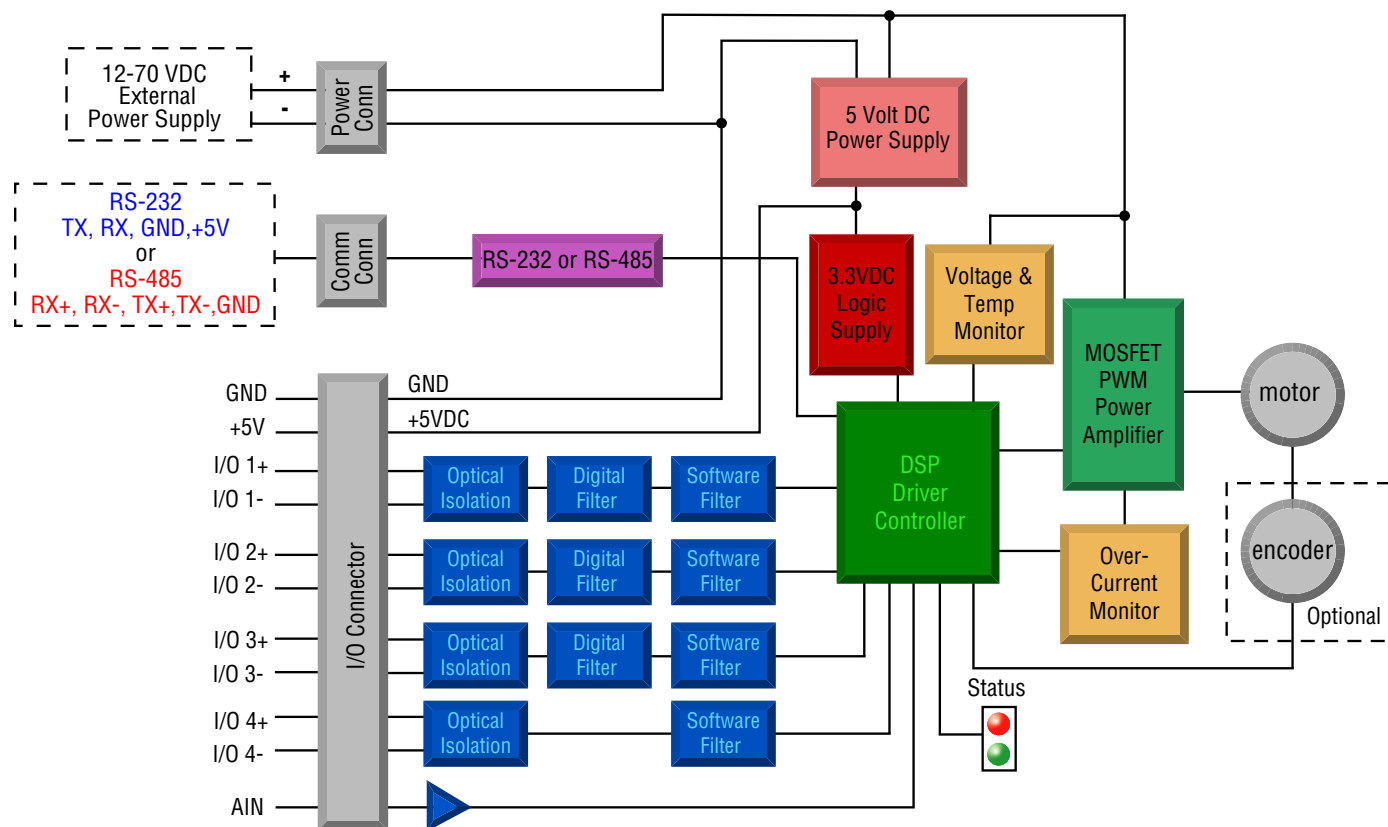 12-70 VDC
External
Power Supply
+
-
Power
Conn
5 Volt DC
Power Supply
RS-232
TX, RX, GND,+5V
or
RS-485
RX+, RX-, TX+,TX-,GND
Comm
Conn
RS-232 or RS-485
3.3VDC
Logic
Supply
Voltage &
Temp
Monitor
MOSFET
PWM
Power
Amplifier
motor
encoder
Optional
Over-
Current
Monitor
DSP
Driver
Controller
I/O Connector
GND
GND
+5V
+5VDC
I/O 1+
I/O 1-
Optical
Isolation
Digital
Filter
Software
Filter
I/O 2+
I/O 2-
Optical
Isolation
Digital
Filter
Software
Filter
I/O 3+
I/O 3-
Optical
Isolation
Digital
Filter
Software
Filter
I/O 4+
I/O 4-
Optical
Isolation
Software
Filter
AIN
Status